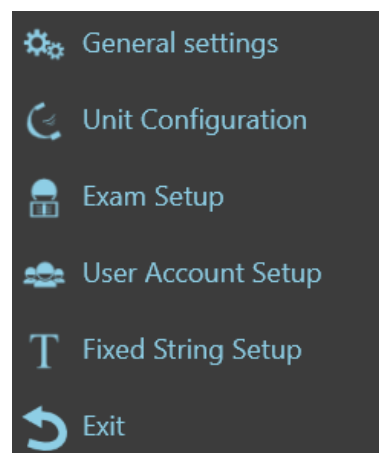 General settings
Unit Configuration
Exam Setup
User Account Setup
Fixed String Setup
Exit